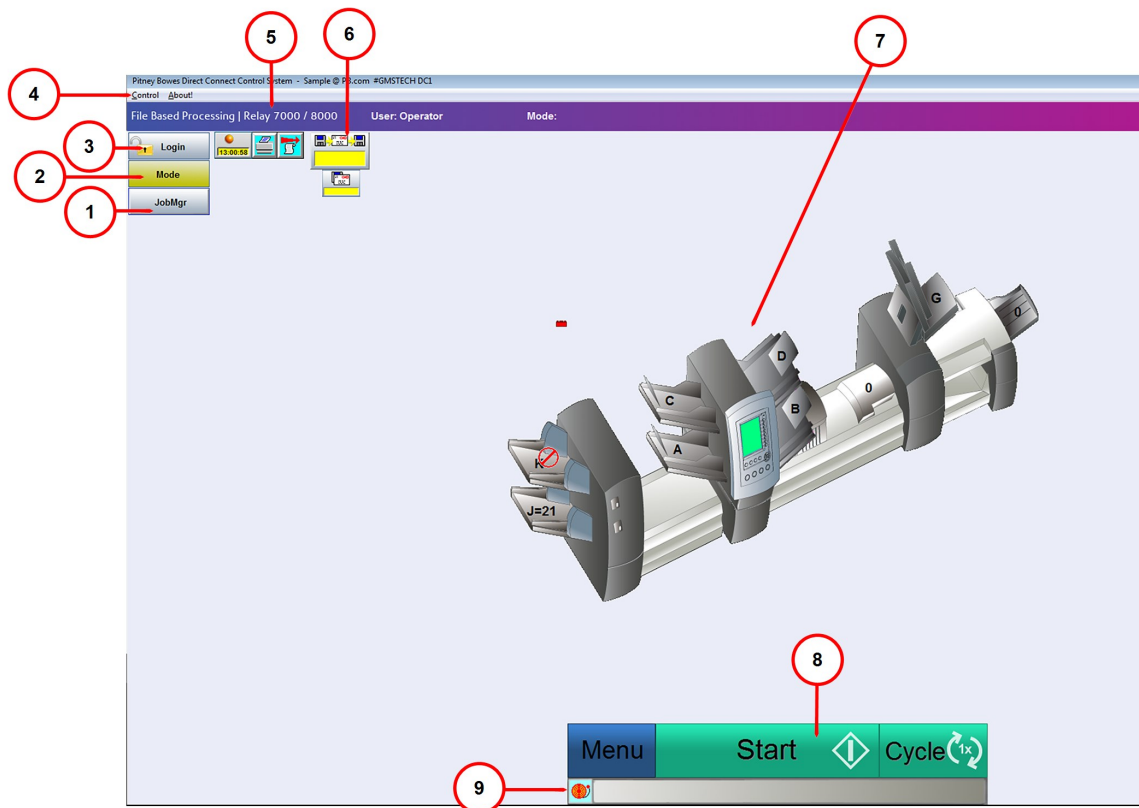 5
6
7
Pitney Bowes Direct Connect Control System - Sample @ PB.com #GMSTECH DC1
4
Control About!
File Based Processing | Relay 7000 / 8000 User: Operator Mode:
3
Login
13:00:58
2
Mode
1
JobMgr
G
0
D
C
0
B
A
K
J=21
8
Menu
Start
Cycle
1x
9